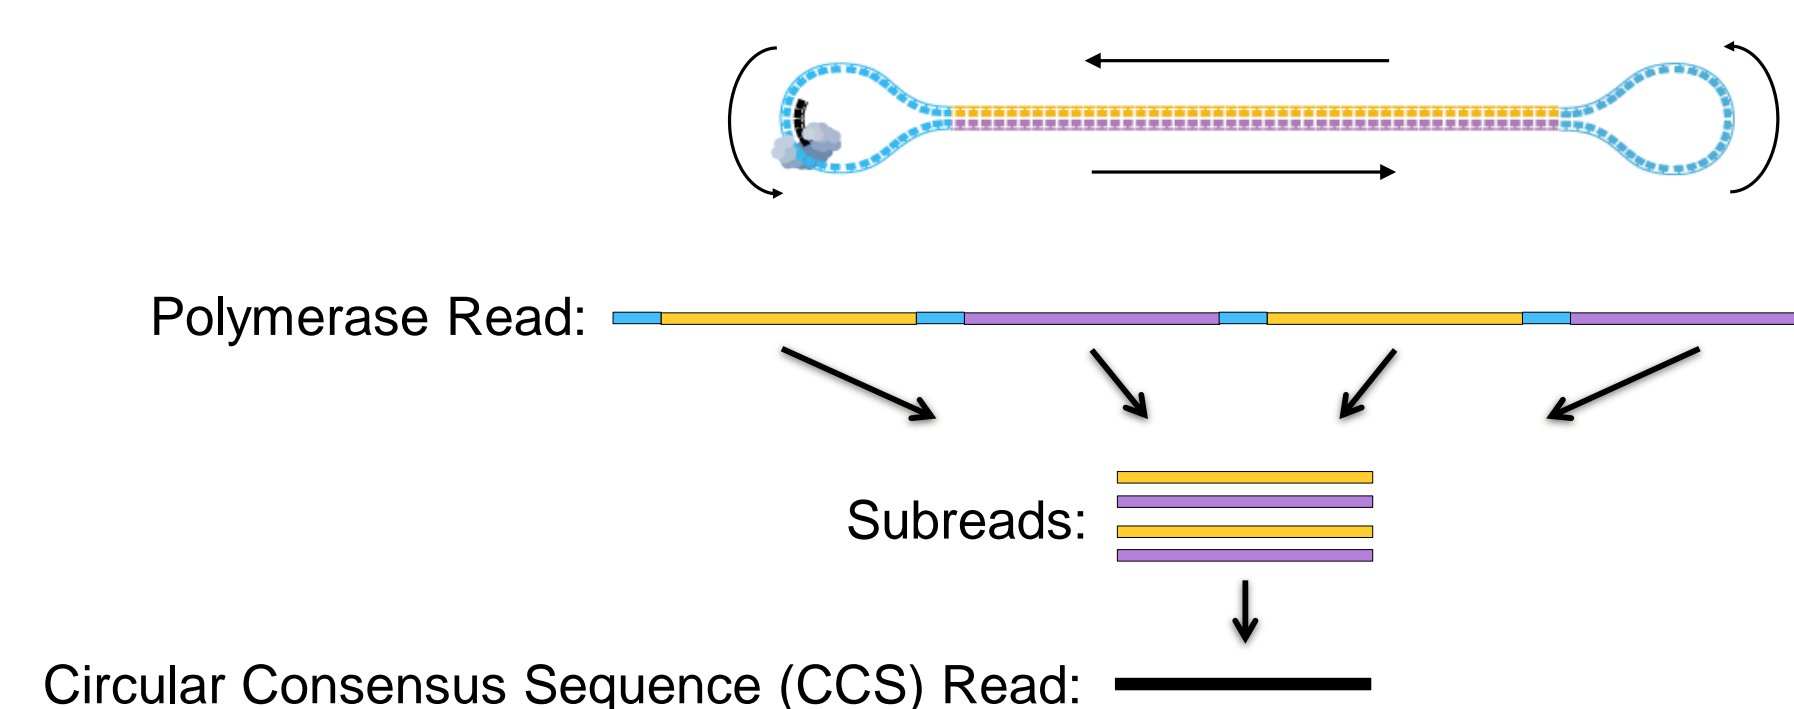 Polymerase Read:
Subreads:
Circular Consensus Sequence (CCS) Read: